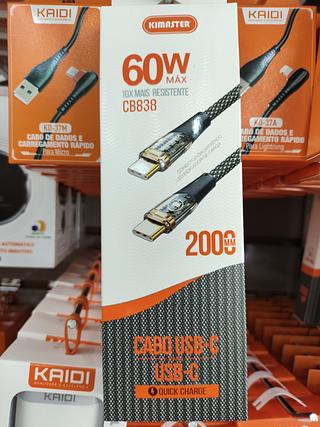 KAIDI
KD-37M
CABO DE DADOS E
CARREGAMENTO RÁPIDO
Para Micro
KIMASTER
60W
MÁX
10X MAIS RESISTENTE
CB838
2000
MM
CABO USB-C
USB-C
QUICK CHARGE
KAIDI
KD-37A
CABO DE DADOS E
CARREGAMENTO RÁPIDO
Para Lightning
KAIDI
KAIDI